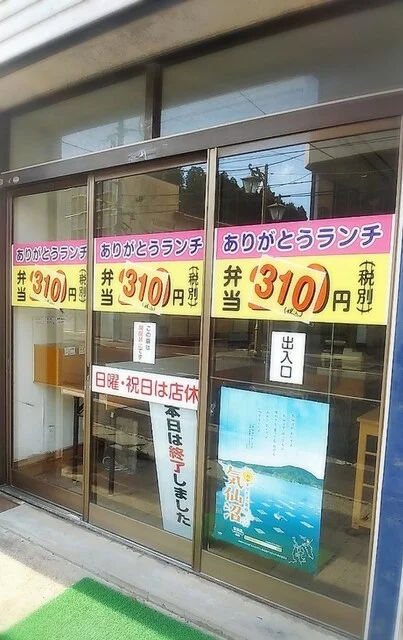 ありがとうランチ
弁当 310円 (税別)
ありがとうランチ
弁当 310円 (税別)
ありがとうランチ
弁当 310円 (税別)
出入口
日曜・祝日は店休
本日は終了しました
気仙沼